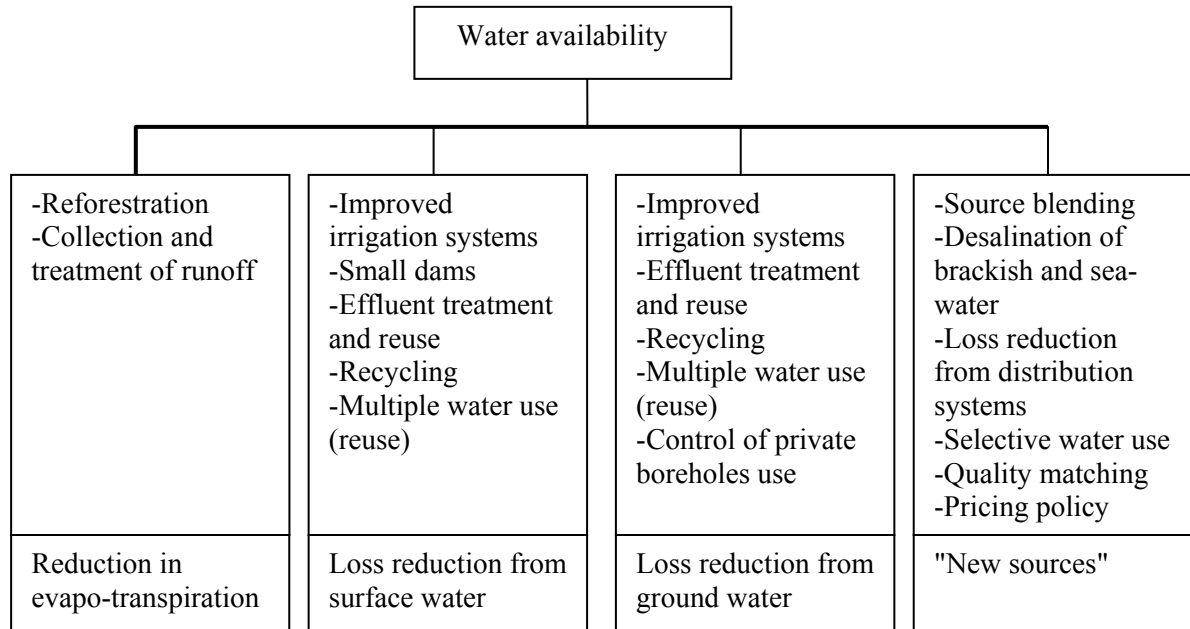 Water availability
-Reforestration
-Collection and
treatment of runoff
Reduction in
evapo-transpiration
-Improved
irrigation systems
-Small dams
-Effluent treatment
and reuse
-Recycling
-Multiple water use
(reuse)
Loss reduction from
surface water
-Improved
irrigation systems
-Effluent treatment
and reuse
-Recycling
-Multiple water use
(reuse)
-Control of private
boreholes use
Loss reduction from
ground water
-Source blending
-Desalination of
brackish and sea-
water
-Loss reduction
from distribution
systems
-Selective water use
-Quality matching
-Pricing policy
"New sources"